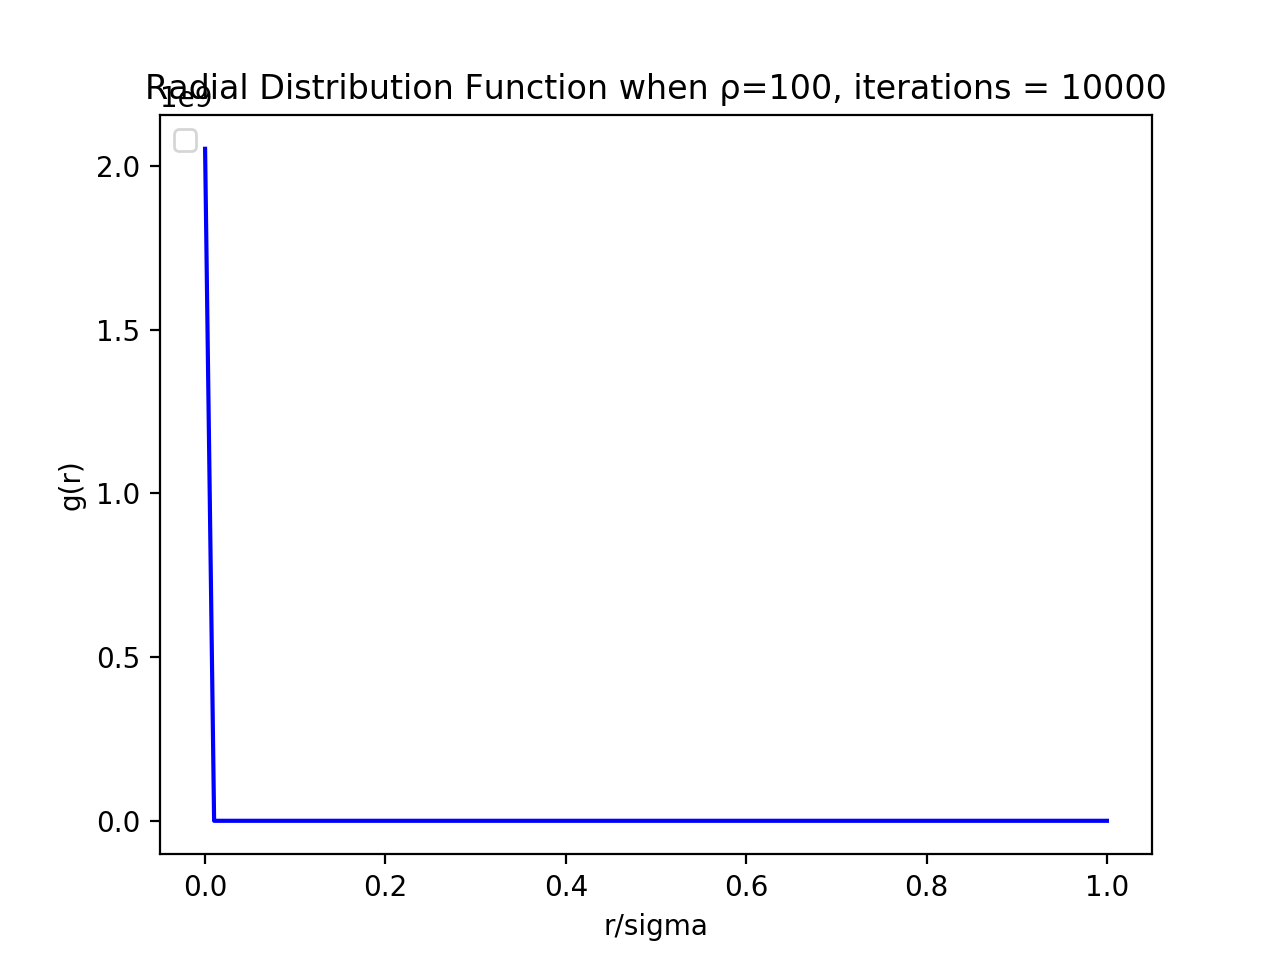 Radial Distribution Function when ρ=100, iterations = 10000
1e9
2.0
1.5
1.0
0.5
0.0
g(r)
0.0 0.2 0.4 0.6 0.8 1.0
r/sigma